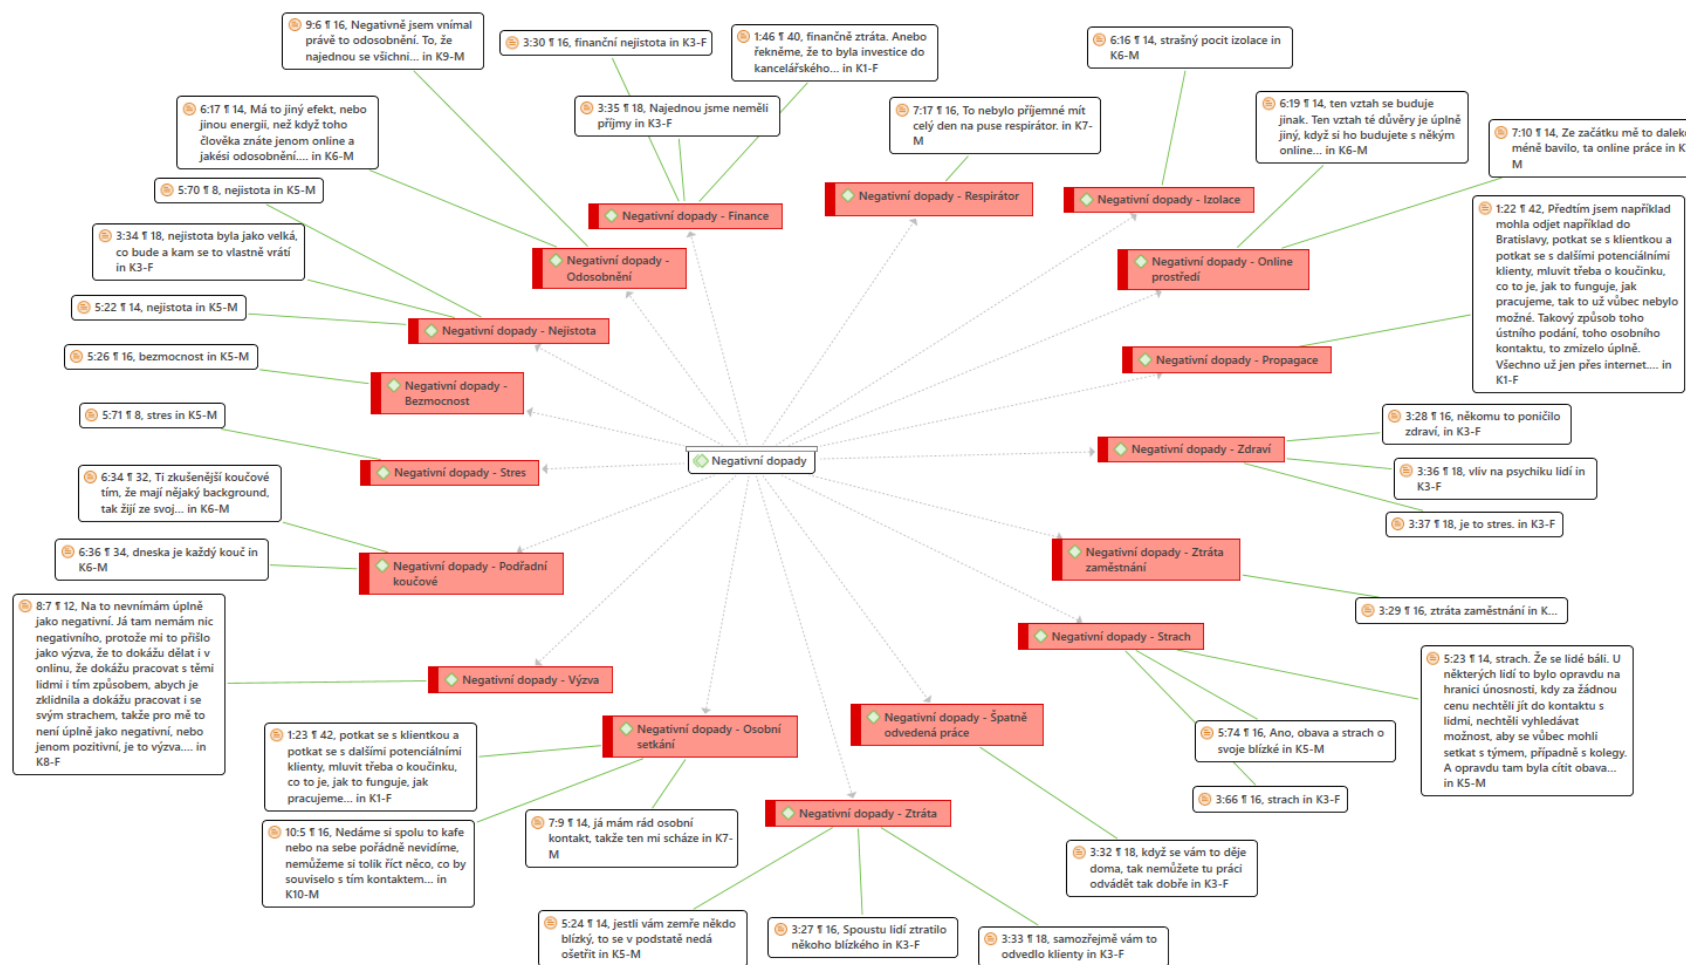 9:6 ¶ 16, Negativně jsem vnímal
právě to odosobnění. To, že
najednou se všichni... in K9-M
3:30 ¶ 16, finanční nejistota in K3-F
1:46 ¶ 40, finančně ztráta. Anebo
řekněme, že to byla investice do
kancelářského... in K1-F
6:16 ¶ 14, strašný pocit izolace in
K6-M
6:17 ¶ 14, Má to jiný efekt, nebo
jinou energii, než když toho
člověka znáte jenom online a
jakési odosobnění.... in K6-M
3:35 ¶ 18, Najednou jsme neměli
příjmy in K3-F
7:17 ¶ 16, To nebylo příjemné mít
celý den na puse respirátor. in K7-
M
6:19 ¶ 14, ten vztah se buduje
jinak. Ten vztah té důvěry je úplně
jiný, když si ho budujete s někým
online... in K6-M
7:10 ¶ 14, Ze začátku mě to
méně bavilo, ta online práce in
M
5:70 ¶ 8, nejistota in K5-M
Negativní dopady - Finance
Negativní dopady - Respirátor
Negativní dopady - Izolace
1:22 ¶ 42, Předtím jsem například
mohla odjet například do
Bratislavy, potkat se s klientkou a
potkat se s dalšími potenciálními
klienty, mluvit třeba o koučinku,
co to je, jak to funguje, jak
pracujeme, tak to už vůbec nebylo
možné. Takový způsob toho
ústního podání, toho osobního
kontaktu, to zmizelo úplně.
Všechno už jen přes internet.... in
K1-F
3:34 ¶ 18, nejistota byla jako velká,
co bude a kam se to vlastně vrátí
in K3-F
Negativní dopady -
Odosobnění
Negativní dopady - Online
prostředí
5:22 ¶ 14, nejistota in K5-M
Negativní dopady - Nejistota
5:26 ¶ 16, bezmocnost in K5-M
Negativní dopady - Propagace
Negativní dopady -
Bezmocnost
5:71 ¶ 8, stres in K5-M
3:28 ¶ 16, někomu to poničilo
zdraví, in K3-F
Negativní dopady
Negativní dopady - Zdraví
Negativní dopady - Stres
3:36 ¶ 18, vliv na psychiku lidí in
K3-F
6:34 ¶ 32, Ti zkušenější koučové
tím, že mají nějaký background,
tak žijí ze svoj... in K6-M
3:37 ¶ 18, je to stres. in K3-F
6:36 ¶ 34, dneska je každý kouč in
K6-M
Negativní dopady - Podřadní
koučové
Negativní dopady - Ztráta
zaměstnání
3:29 ¶ 16, ztráta zaměstnání in K...
8:7 ¶ 12, Na to nevnímám úplně
jako negativní. Já tam nemám nic
negativního, protože mi to přišlo
jako výzva, že to dokážu dělat i v
onlinu, že dokážu pracovat s těmi
lidmi i tím způsobem, abych je
zklidnila a dokážu pracovat i se
svým strachem, takže pro mě to
není úplně jako negativní, nebo
jenom pozitivní, je to výzva.... in
K8-F
Negativní dopady - Strach
Negativní dopady - Výzva
5:23 ¶ 14, strach. Že se lidé báli. U
některých lidí to bylo opravdu na
hranici únosnosti, kdy za žádnou
cenu nechtěli jít do kontaktu s
lidmi, nechtěli vyhledávat
možnost, aby se vůbec mohli
setkat s týmem, případně s kolegy.
A opravdu tam byla cítit obava...
in K5-M
Negativní dopady - Osobní
setkání
Negativní dopady - Špatně
odvedená práce
5:74 ¶ 16, Ano, obava a strach o
svoje blízké in K5-M
1:23 ¶ 42, potkat se s klientkou a
potkat se s dalšími potenciálními
klienty, mluvit třeba o koučinku,
co to je, jak to funguje, jak
pracujeme... in K1-F
3:66 ¶ 16, strach in K3-F
Negativní dopady - Ztráta
10:5 ¶ 16, Nedáme si spolu to kafe
nebo na sebe pořádně nevidíme,
nemůžeme si tolik říct něco, co by
souviselo s tím kontaktem... in
K10-M
7:9 ¶ 14, já mám rád osobní
kontakt, takže ten mi schází in K7-
M
3:32 ¶ 18, když se vám to děje
doma, tak nemůžete tu práci
odvádět tak dobře in K3-F
5:24 ¶ 14, jestli vám zemře někdo
blízký, to se v podstatě nedá
ošetřit in K5-M
3:27 ¶ 16, Spoustu lidí ztratilo
někoho blízkého in K3-F
3:33 ¶ 18, samozřejmě vám to
odvedlo klienty in K3-F